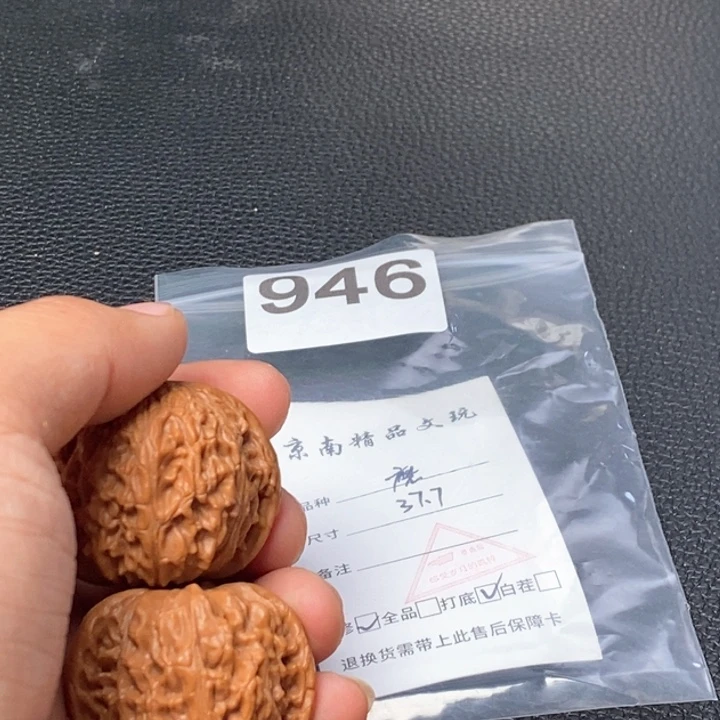 946
京南精品文玩
品种
37.7
尺寸
备注
修☑全品☐打底☑白茬☐
退换货需带上此售后保障卡